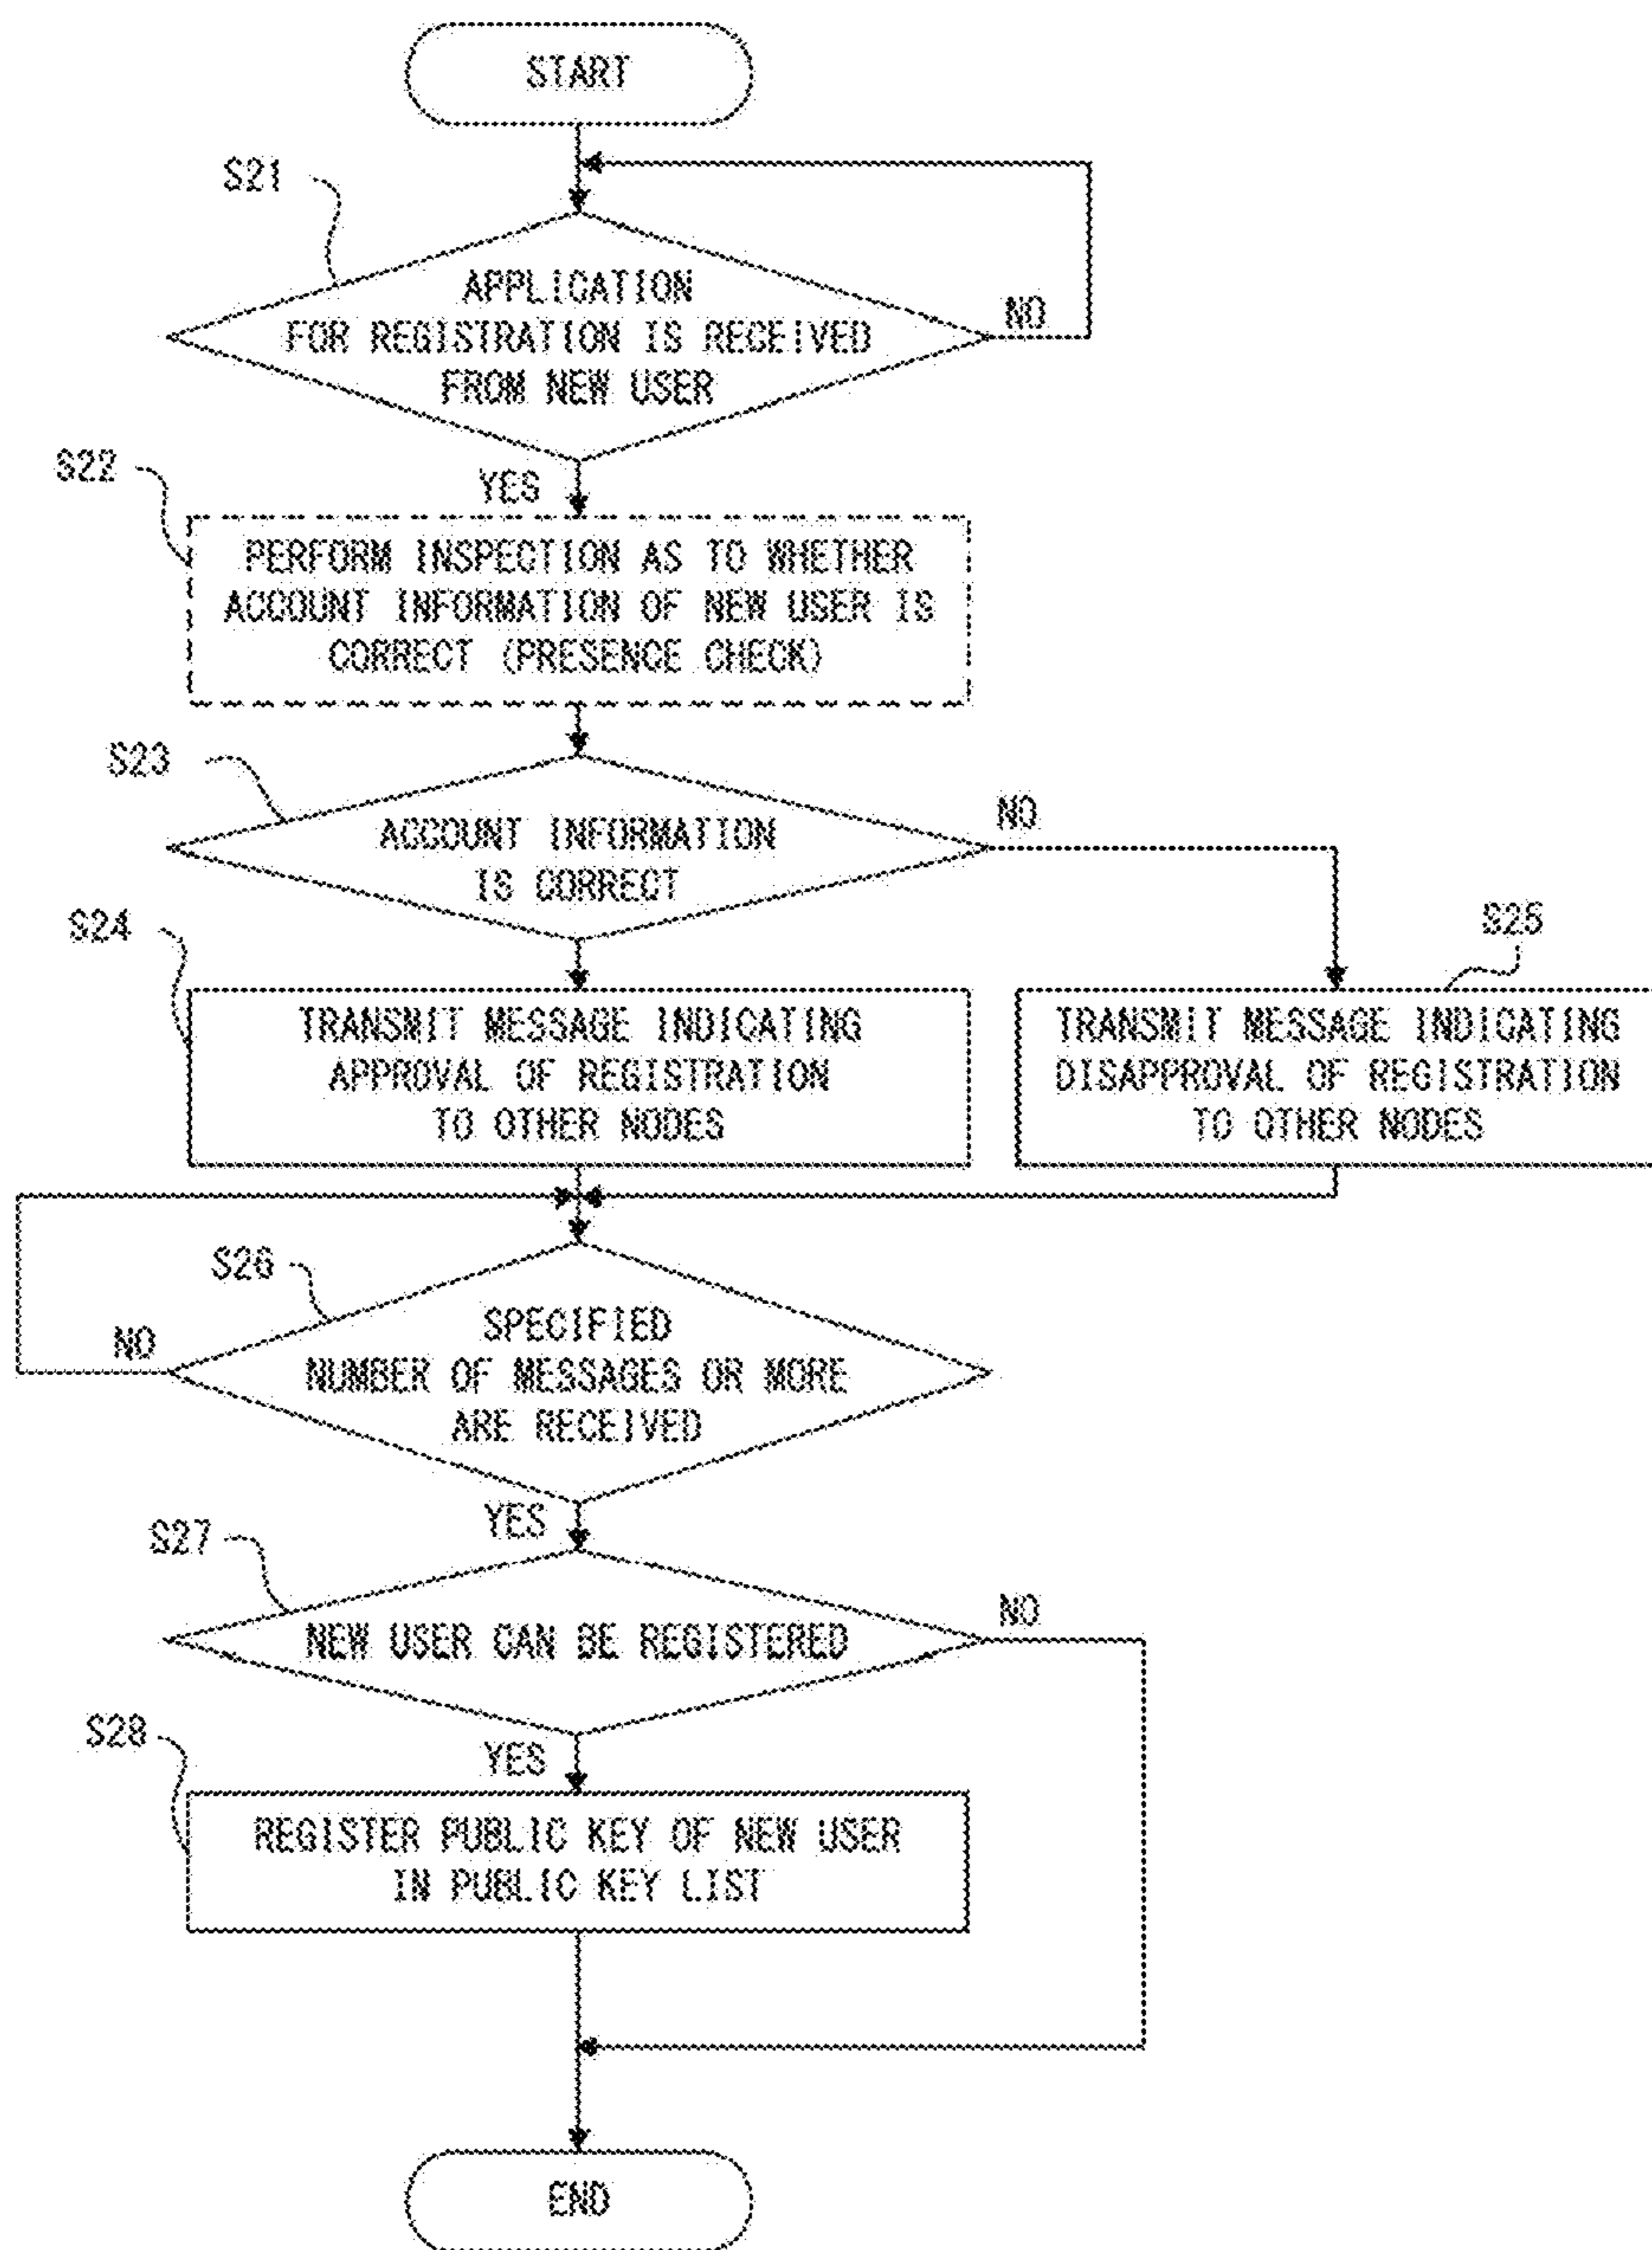 START
S21
APPLICATION
FOR REGISTRATION IS RECEIVED
FROM NEW USER
NO
YES
S22
PERFORM INSPECTION AS TO WHETHER
ACCOUNT INFORMATION OF NEW USER IS
CORRECT (PRESENCE CHECK)
S23
ACCOUNT INFORMATION
IS CORRECT
NO
S24
TRANSMIT MESSAGE INDICATING
APPROVAL OF REGISTRATION
TO OTHER NODES
S25
TRANSMIT MESSAGE INDICATING
DISAPPROVAL OF REGISTRATION
TO OTHER NODES
S26
SPECIFIED
NUMBER OF MESSAGES OR MORE
ARE RECEIVED
NO
YES
S27
NEW USER CAN BE REGISTERED
NO
YES
S28
REGISTER PUBLIC KEY OF NEW USER
IN PUBLIC KEY LIST
END